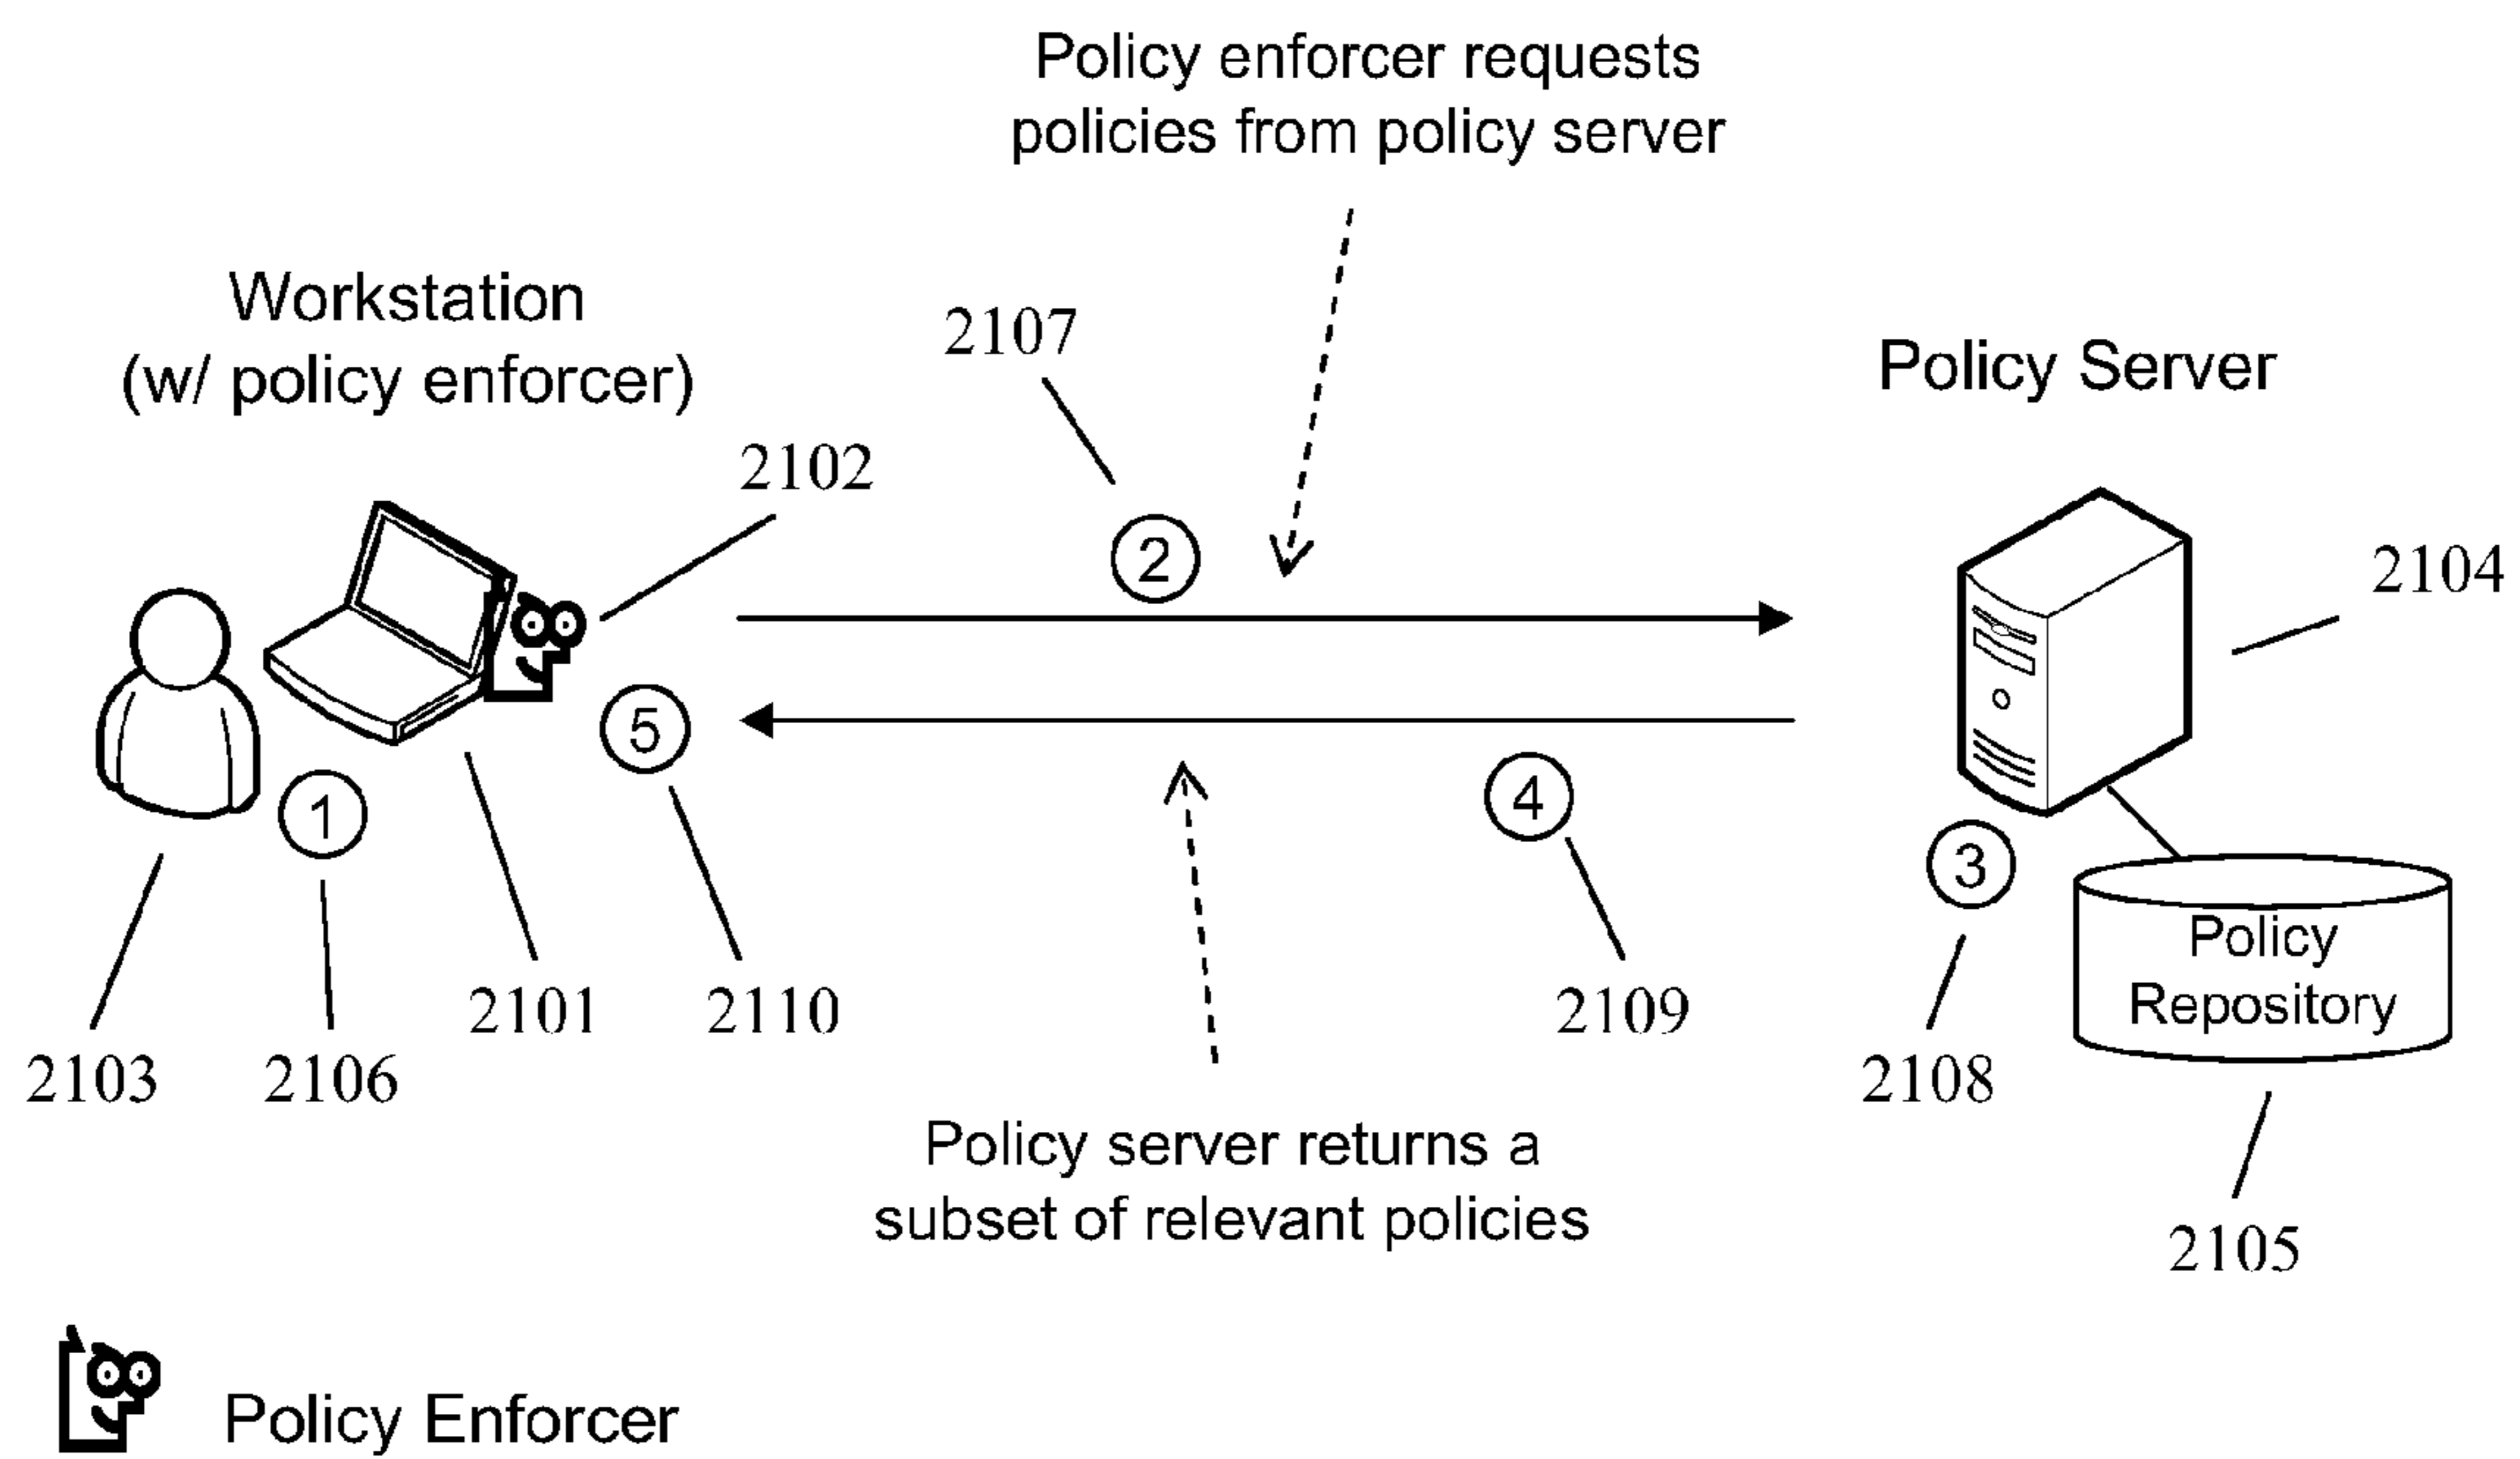 Policy enforcer requests
policies from policy server
Workstation
(w/ policy enforcer)
2107
Policy Server
2102
2
2104
5
4
1
3
Policy
Repository
2101
2110
2109
2103
2106
2108
Policy server returns a
subset of relevant policies
2105
Policy Enforcer